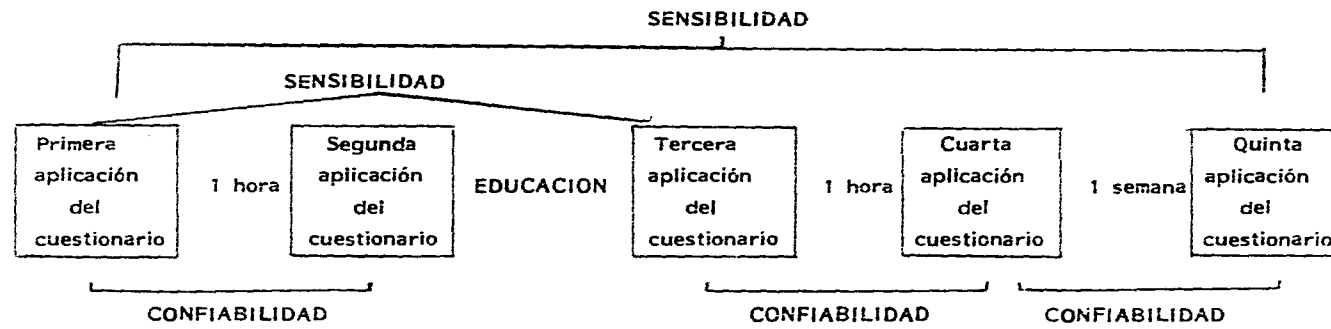 SENSIBILIDAD
SENSIBILIDAD
Primera
aplicación
del
cuestionario
1 hora
Segunda
aplicación
del
cuestionario
EDUCACION
Tercera
aplicación
del
cuestionario
1 hora
Cuarta
aplicación
del
cuestionario
1 semana
Quinta
aplicación
del
cuestionario
CONFIABILIDAD
CONFIABILIDAD
CONFIABILIDAD